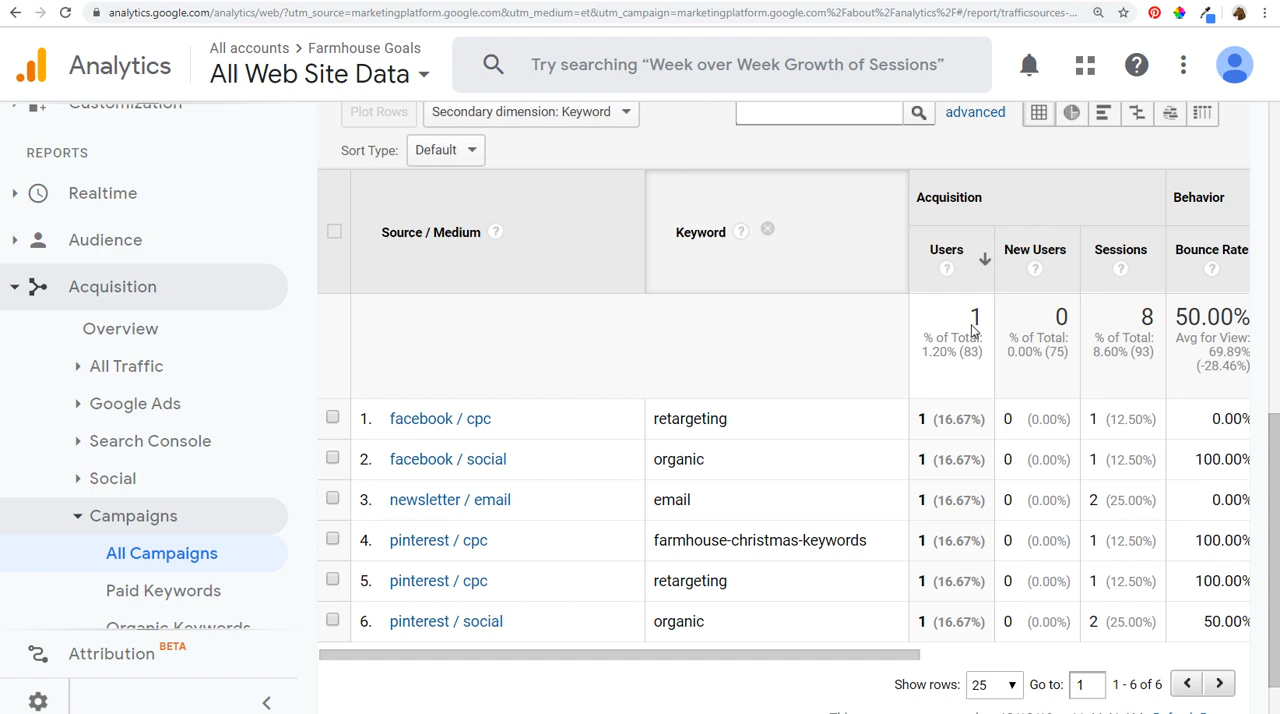 analytics.google.com/analytics/web/?utm_source=marketingplatform.google.com&utm_medium=et&utm_campaign=marketingplatform.google.com%2Fabout%2Fanalytics%2F#/report/trafficsources-...
Analytics
All accounts > Farmhouse Goals
All Web Site Data
Try searching “Week over Week Growth of Sessions”
Customization
REPORTS
Realtime
Audience
Acquisition
Overview
All Traffic
Google Ads
Search Console
Social
Campaigns
All Campaigns
Paid Keywords
Organic Keywords
Attribution BETA
Plot Rows
Secondary dimension: Keyword
advanced
Sort Type: Default
Source / Medium ?
Keyword ?
Acquisition
Behavior
Users ?
New Users ?
Sessions ?
Bounce Rate ?
1 % of Total: 1.20% (83)
0 % of Total: 0.00% (75)
8 % of Total: 8.60% (93)
50.00% Avg for View: 69.89% (-28.46%)
1. facebook / cpc retargeting 1 (16.67%) 0 (0.00%) 1 (12.50%) 0.00%
2. facebook / social organic 1 (16.67%) 0 (0.00%) 1 (12.50%) 100.00%
3. newsletter / email email 1 (16.67%) 0 (0.00%) 2 (25.00%) 0.00%
4. pinterest / cpc farmhouse-christmas-keywords 1 (16.67%) 0 (0.00%) 1 (12.50%) 100.00%
5. pinterest / cpc retargeting 1 (16.67%) 0 (0.00%) 1 (12.50%) 100.00%
6. pinterest / social organic 1 (16.67%) 0 (0.00%) 2 (25.00%) 50.00%
Show rows: 25 Go to: 1 1 - 6 of 6